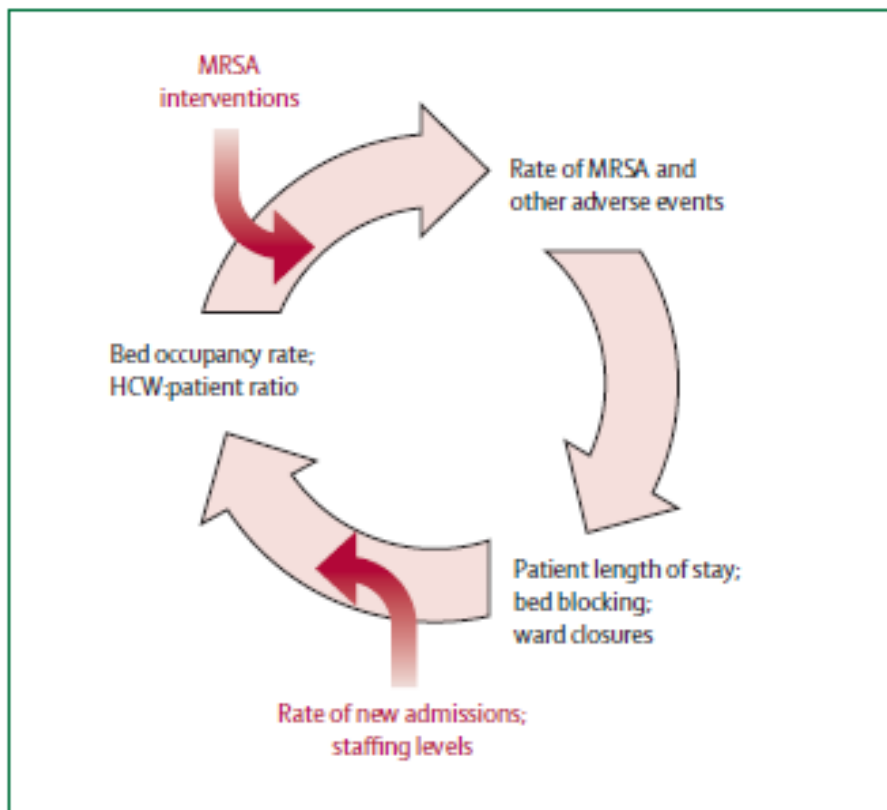 MRSA
interventions
Rate of MRSA and
other adverse events
Bed occupancy rate;
HCW:patient ratio
Patient length of stay;
bed blocking;
ward closures
Rate of new admissions;
staffing levels